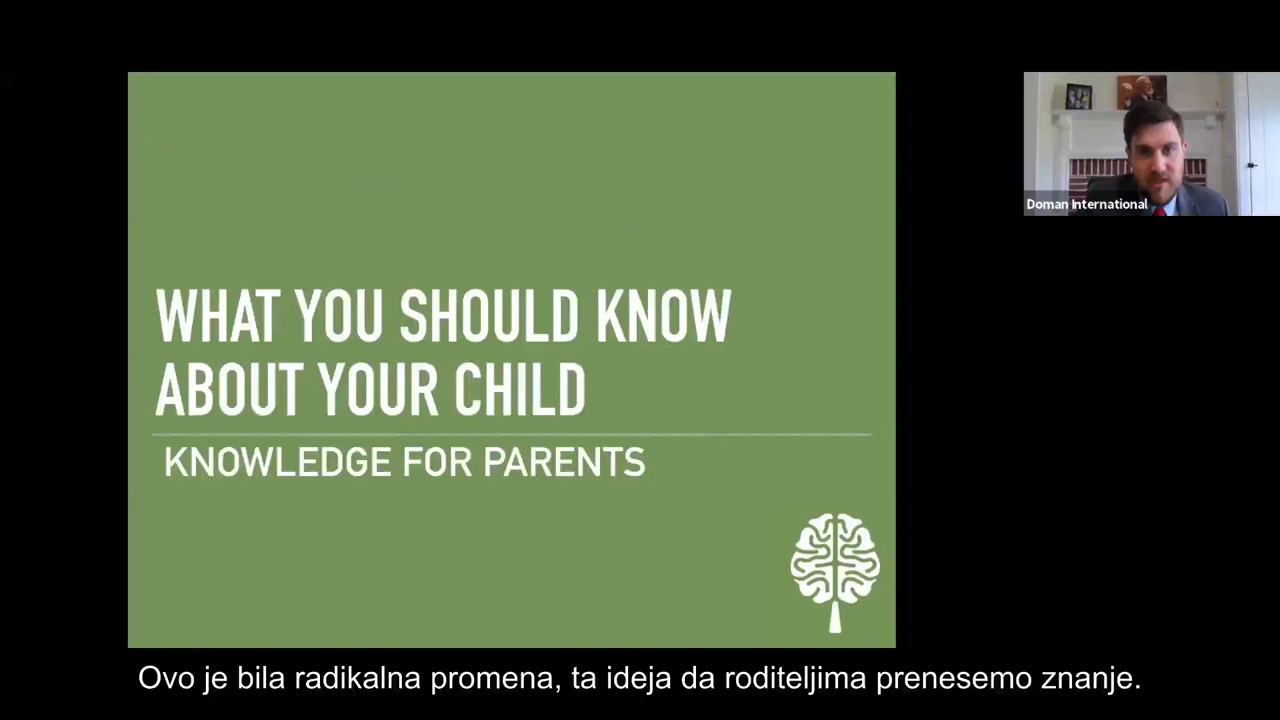 WHAT YOU SHOULD KNOW
ABOUT YOUR CHILD
KNOWLEDGE FOR PARENTS
Doman International
Ovo je bila radikalna promena, ta ideja da roditeljima prenesemo znanje.